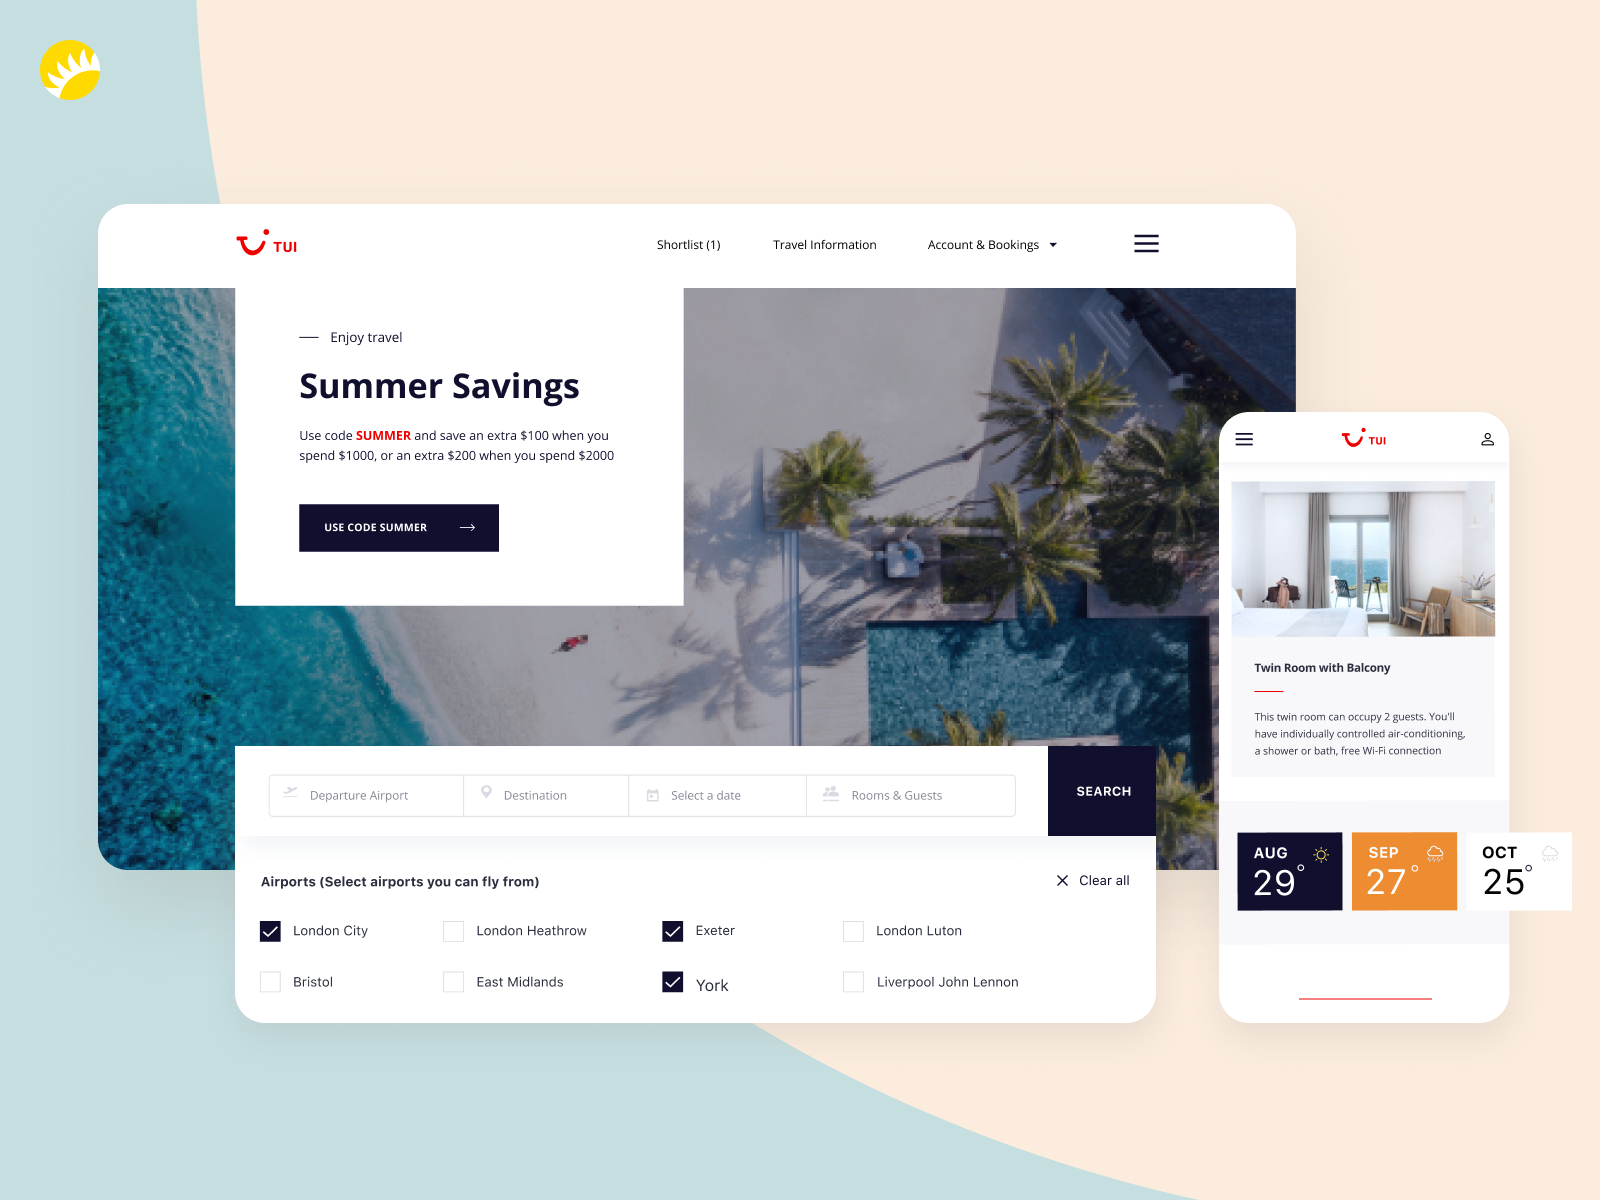 TUI
Shortlist (1)
Travel Information
Account & Bookings
Enjoy travel
Summer Savings
Use code SUMMER and save an extra $100 when you
spend $1000, or an extra $200 when you spend $2000
USE CODE SUMMER
Departure Airport
Destination
Select a date
Rooms & Guests
SEARCH
Airports (Select airports you can fly from)
Clear all
London City
London Heathrow
Exeter
London Luton
Bristol
East Midlands
York
Liverpool John Lennon
TUI
Twin Room with Balcony
This twin room can occupy 2 guests. You'll
have individually controlled air-conditioning,
a shower or bath, free Wi-Fi connection
AUG
29°
SEP
27°
OCT
25°